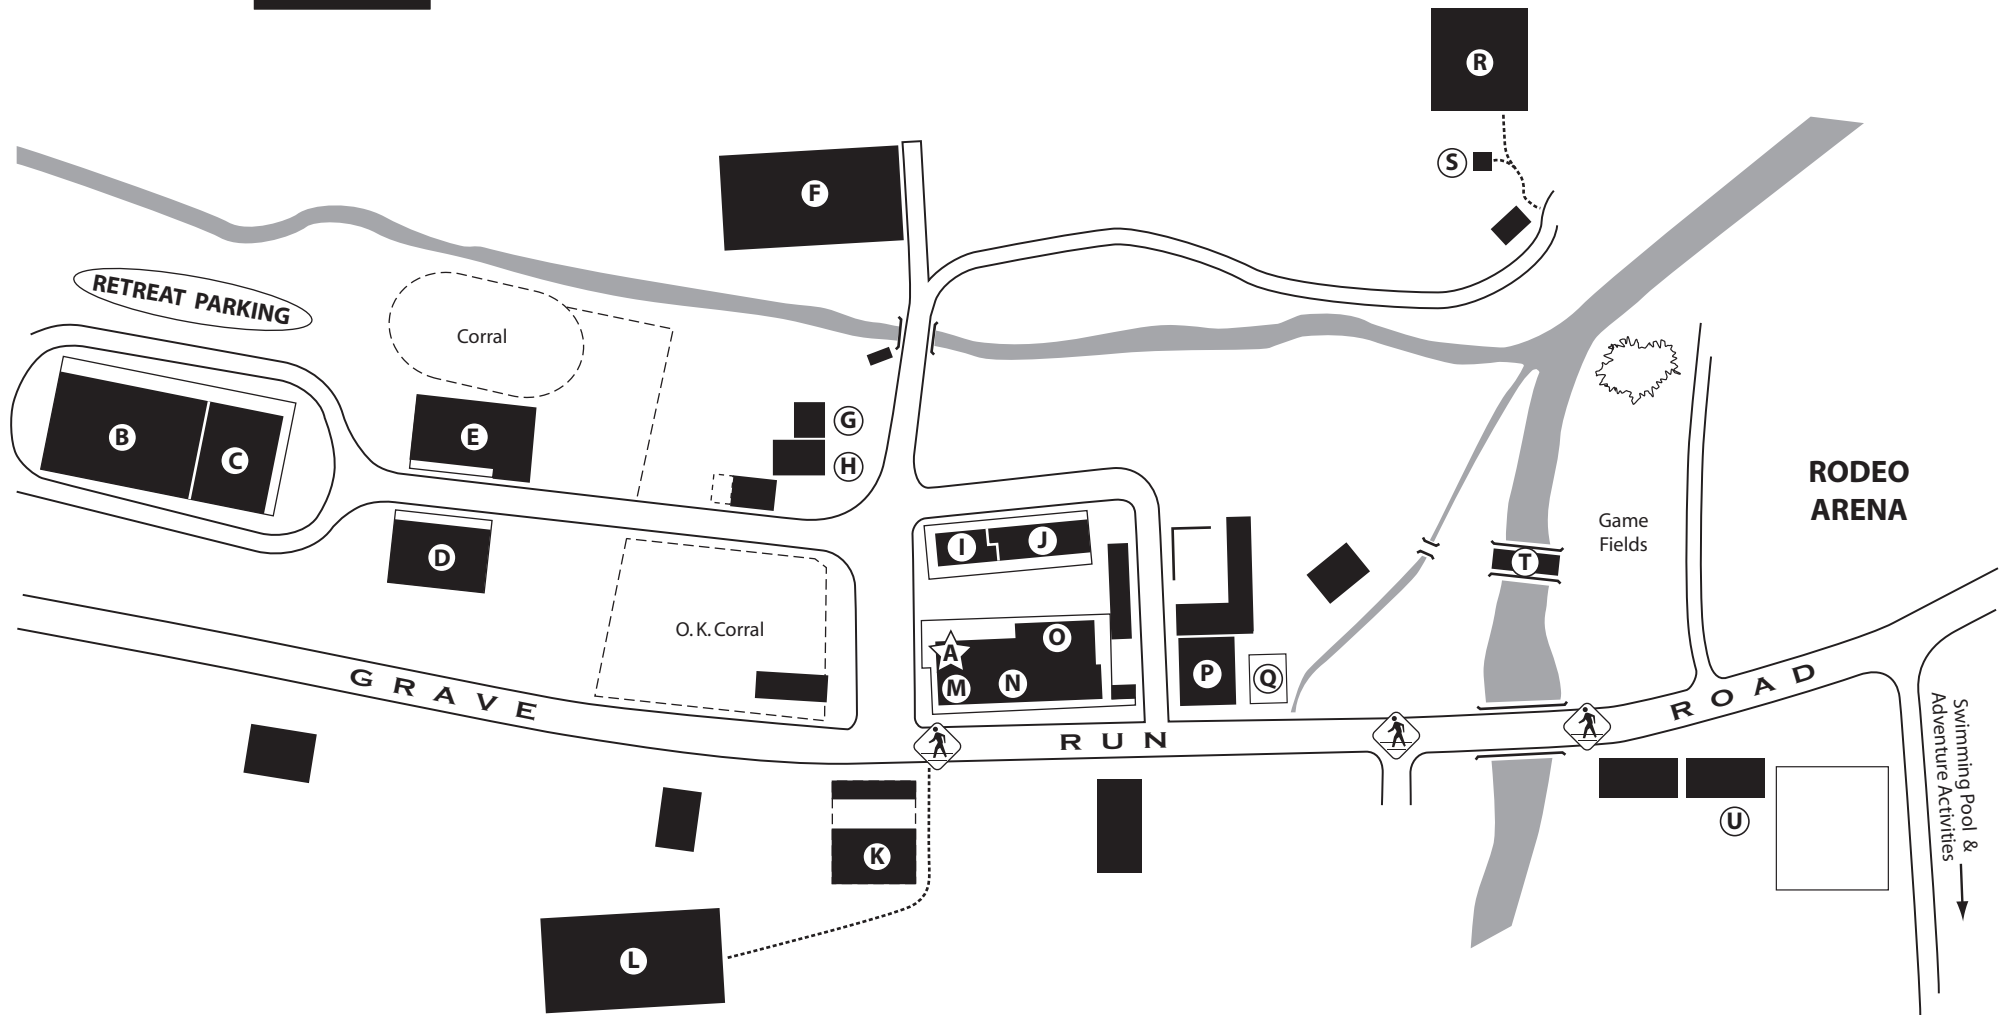 R
S
F
RETREAT PARKING
Corral
G
B
E
C
H
RODEO
ARENA
Game
Fields
I
J
D
T
O. K. Corral
A
O
M
N
P
Q
GRAVE RUN ROAD
Swimming Pool &
Adventure Activities
K
U
L